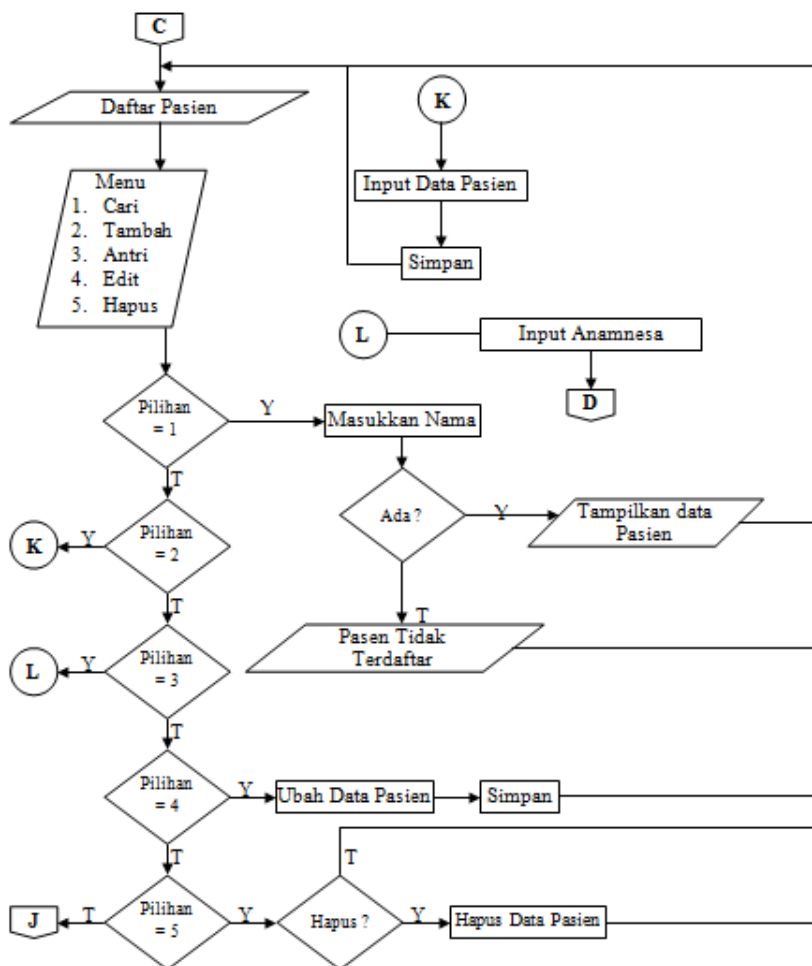 C
Daftar Pasien
K
Menu
1. Cari
2. Tambah
3. Antri
4. Edit
5. Hapus
Input Data Pasien
Simpan
L
Input Anamnesa
D
Pilihan
= 1
Y
Masukkan Nama
T
Ada ?
Y
Tampilkan data
Pasien
K
Y
Pilihan
= 2
T
T
Pasen Tidak
Terdaftar
L
Y
Pilihan
= 3
T
Pilihan
= 4
Y
Ubah Data Pasien
Simpan
T
T
J
T
Pilihan
= 5
Y
Hapus ?
Y
Hapus Data Pasien